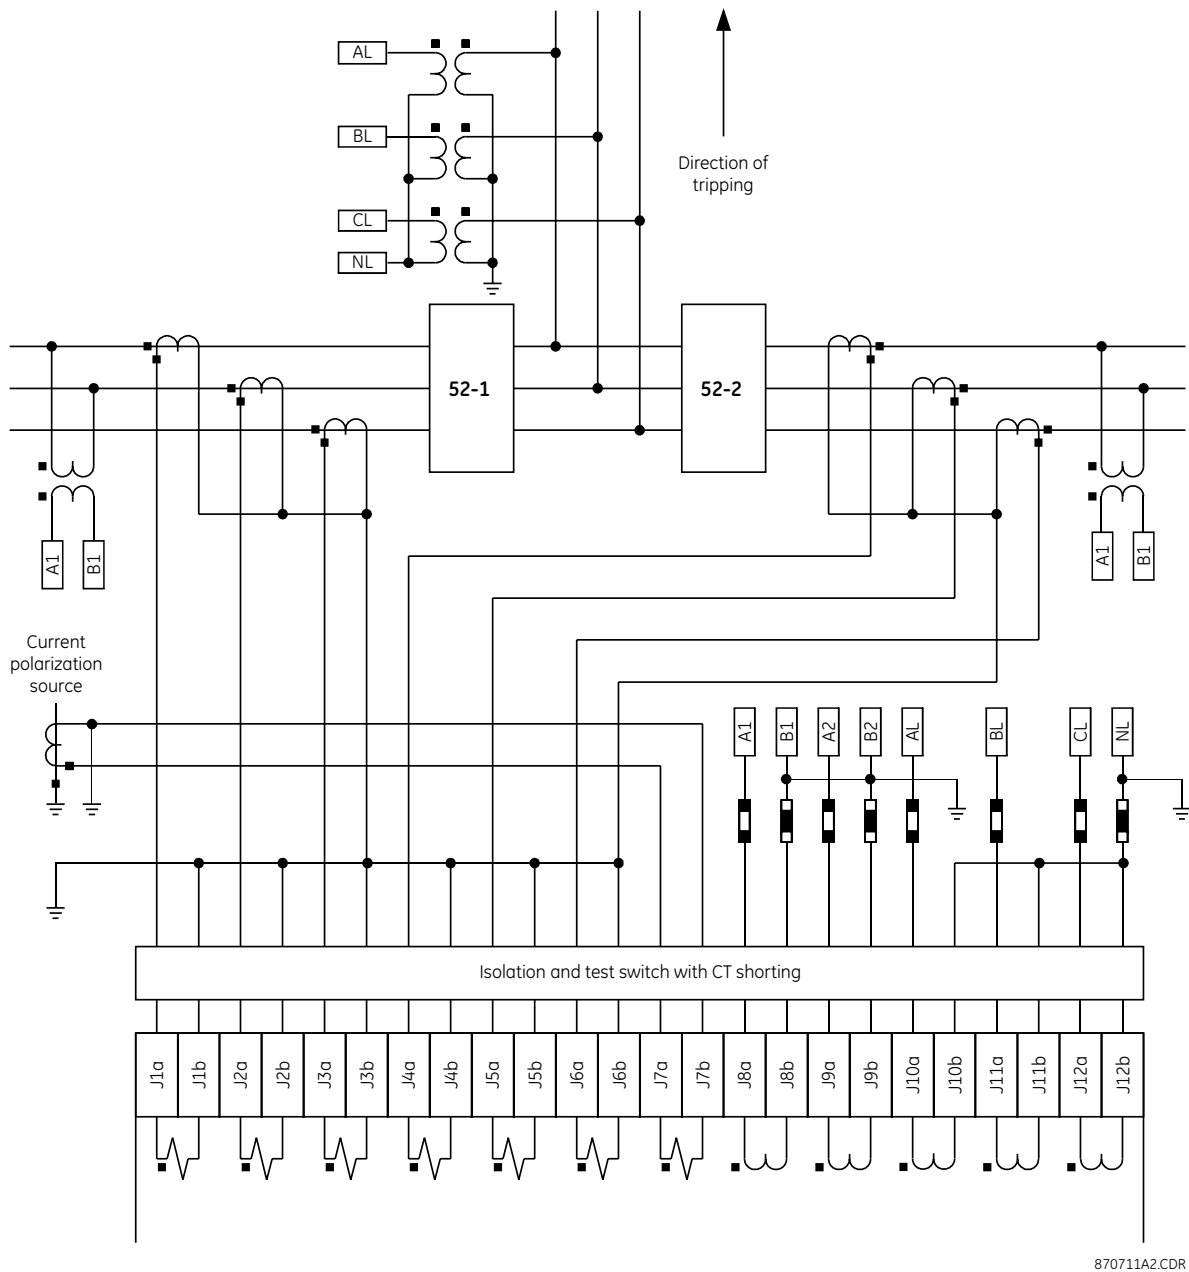 AL
BL
CL
NL
Direction of
tripping
52-1
52-2
A1
B1
A1
B1
Current
polarization
source
A1
B1
A2
B2
AL
BL
CL
NL
Isolation and test switch with CT shorting
J1a
J1b
J2a
J2b
J3a
J3b
J4a
J4b
J5a
J5b
J6a
J6b
J7a
J7b
J8a
J8b
J9a
J9b
J10a
J10b
J11a
J11b
J12a
J12b
870711A2.CDR